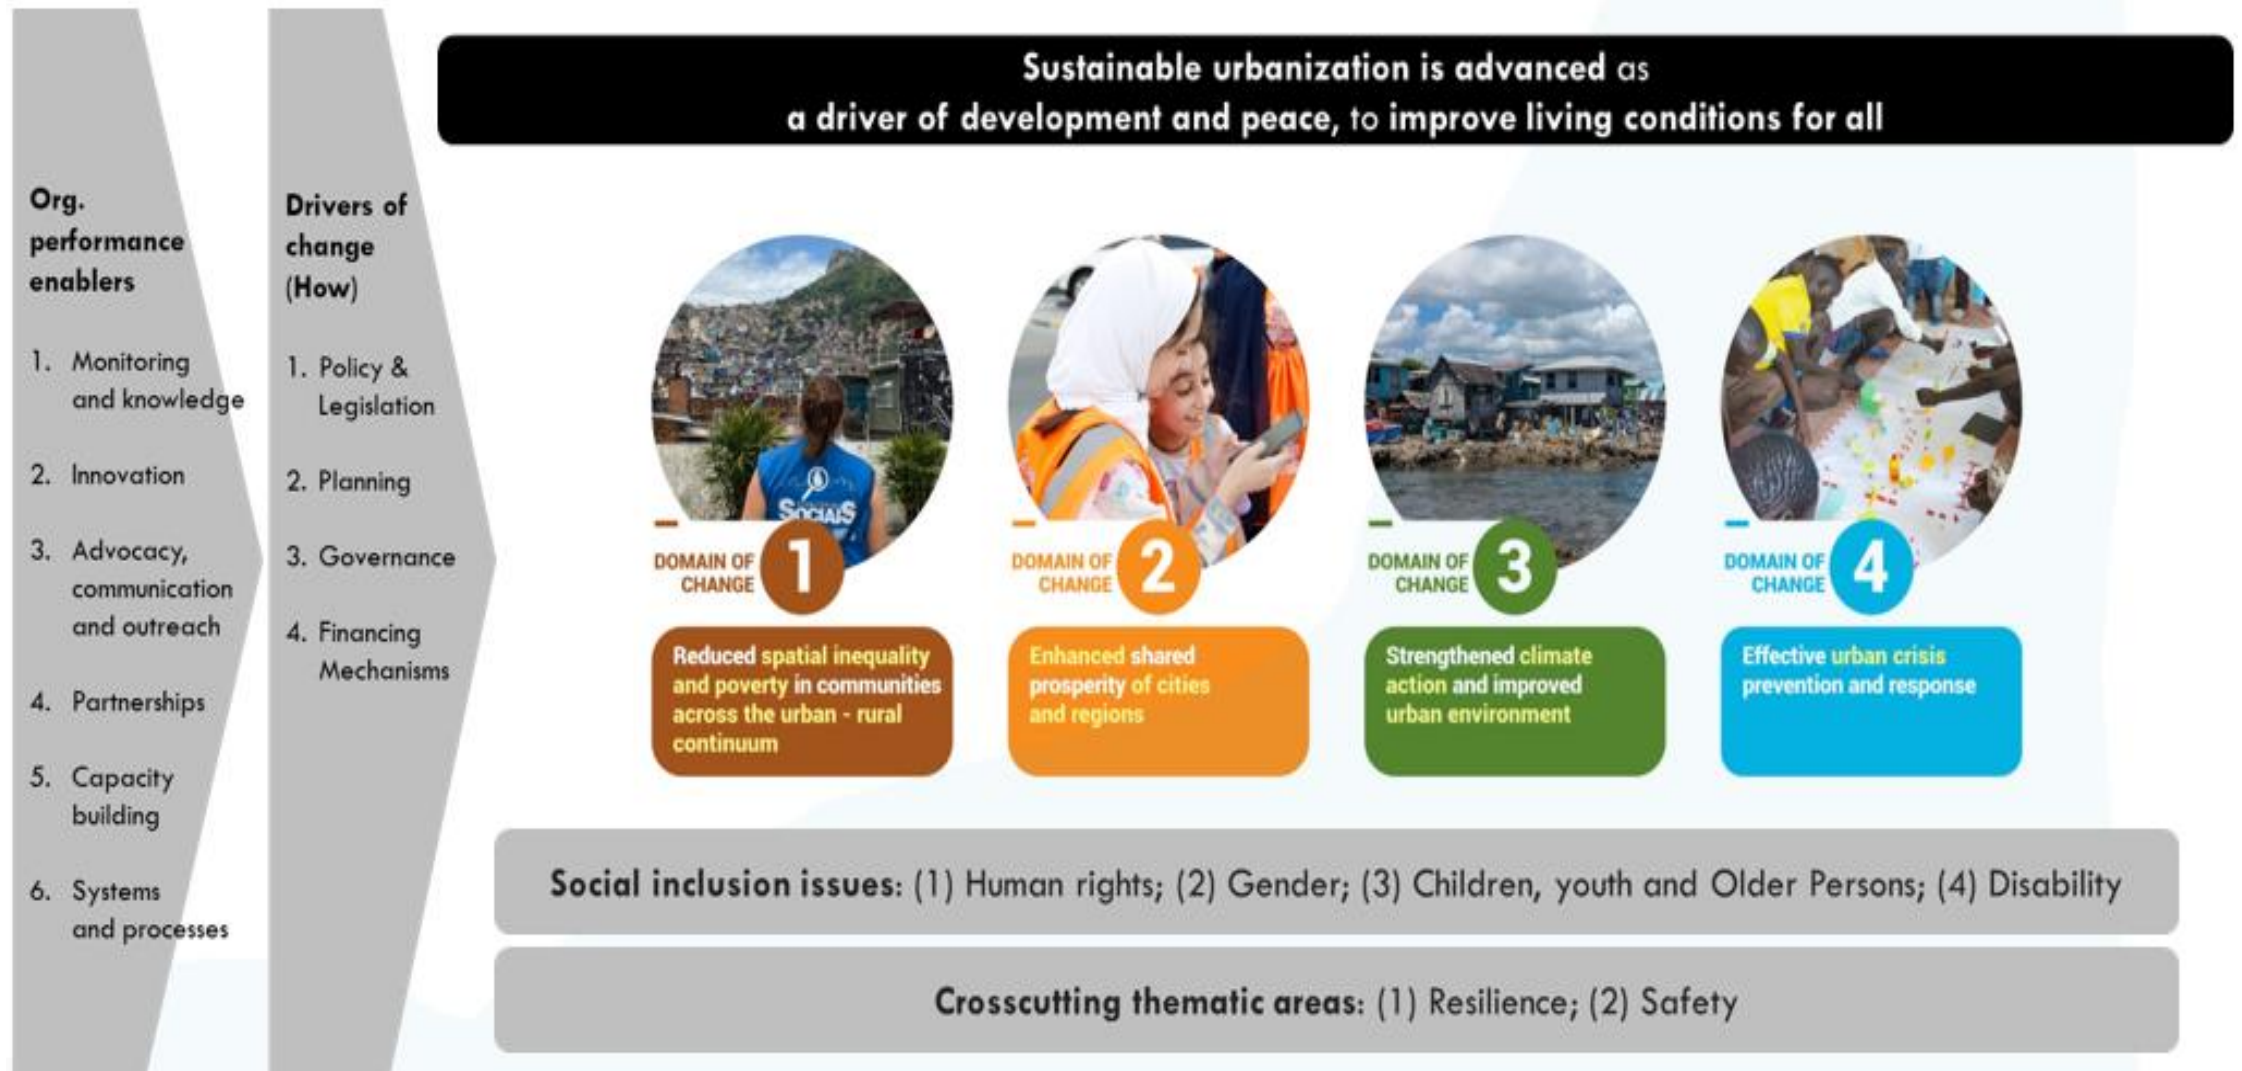 Sustainable urbanization is advanced as
a driver of development and peace, to improve living conditions for all
Org.
performance
enablers
1. Monitoring
and knowledge
2. Innovation
3. Advocacy,
communication
and outreach
4. Partnerships
5. Capacity
building
6. Systems
and processes
Drivers of
change
(How)
1. Policy &
Legislation
2. Planning
3. Governance
4. Financing
Mechanisms
SOCIAIS
DOMAIN OF
CHANGE
1
Reduced spatial inequality
and poverty in communities
across the urban - rural
continuum
DOMAIN OF
CHANGE
2
Enhanced shared
prosperity of cities
and regions
DOMAIN OF
CHANGE
3
Strengthened climate
action and improved
urban environment
DOMAIN OF
CHANGE
4
Effective urban crisis
prevention and response
Social inclusion issues: (1) Human rights; (2) Gender; (3) Children, youth and Older Persons; (4) Disability
Crosscutting thematic areas: (1) Resilience; (2) Safety